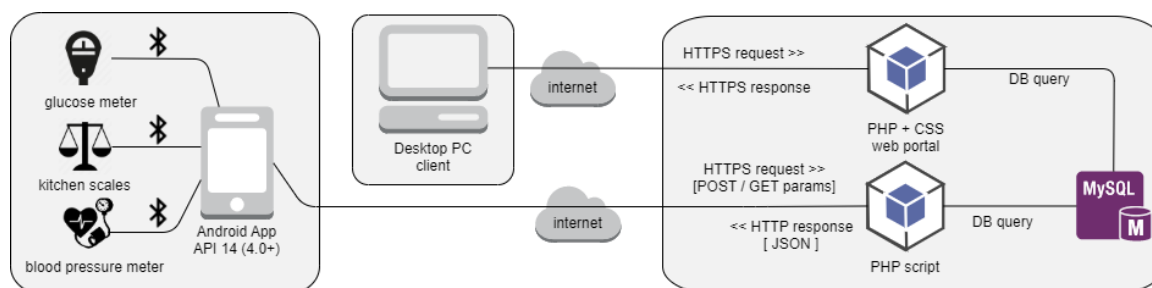 glucose meter
kitchen scales
blood pressure meter
Android App
API 14 (4.0+)
Desktop PC
client
internet
internet
HTTPS request >>
<< HTTPS response
PHP + CSS
web portal
DB query
HTTPS request >>
[POST / GET params]
<< HTTP response
[ JSON ]
PHP script
DB query
MySQL
M